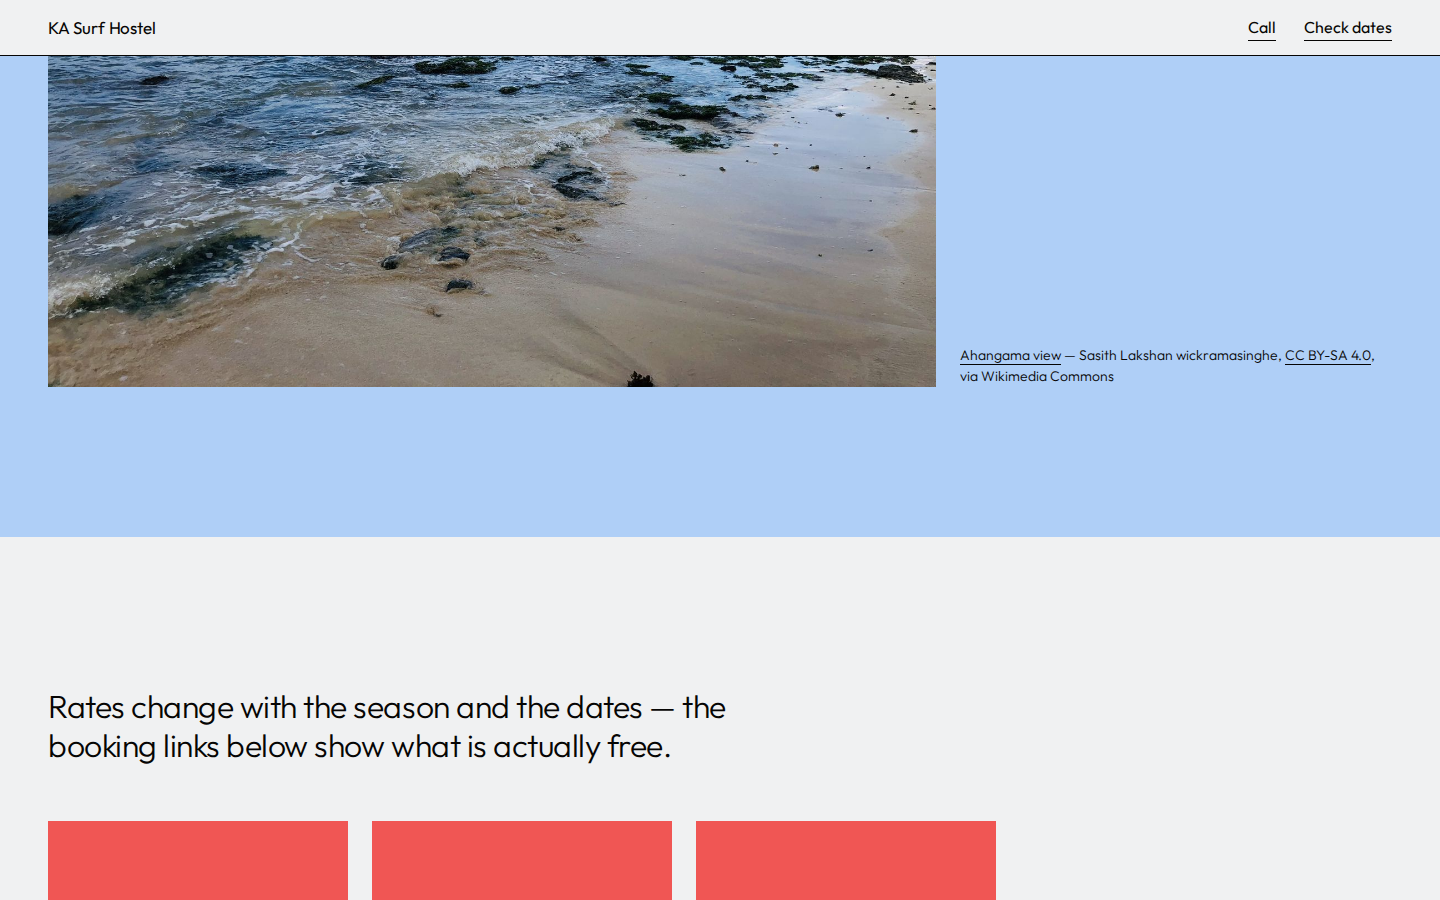 KA Surf Hostel
Call
Check dates
Ahangama view — Sasith Lakshan wickramasinghe, CC BY-SA 4.0,
via Wikimedia Commons
Rates change with the season and the dates — the
booking links below show what is actually free.